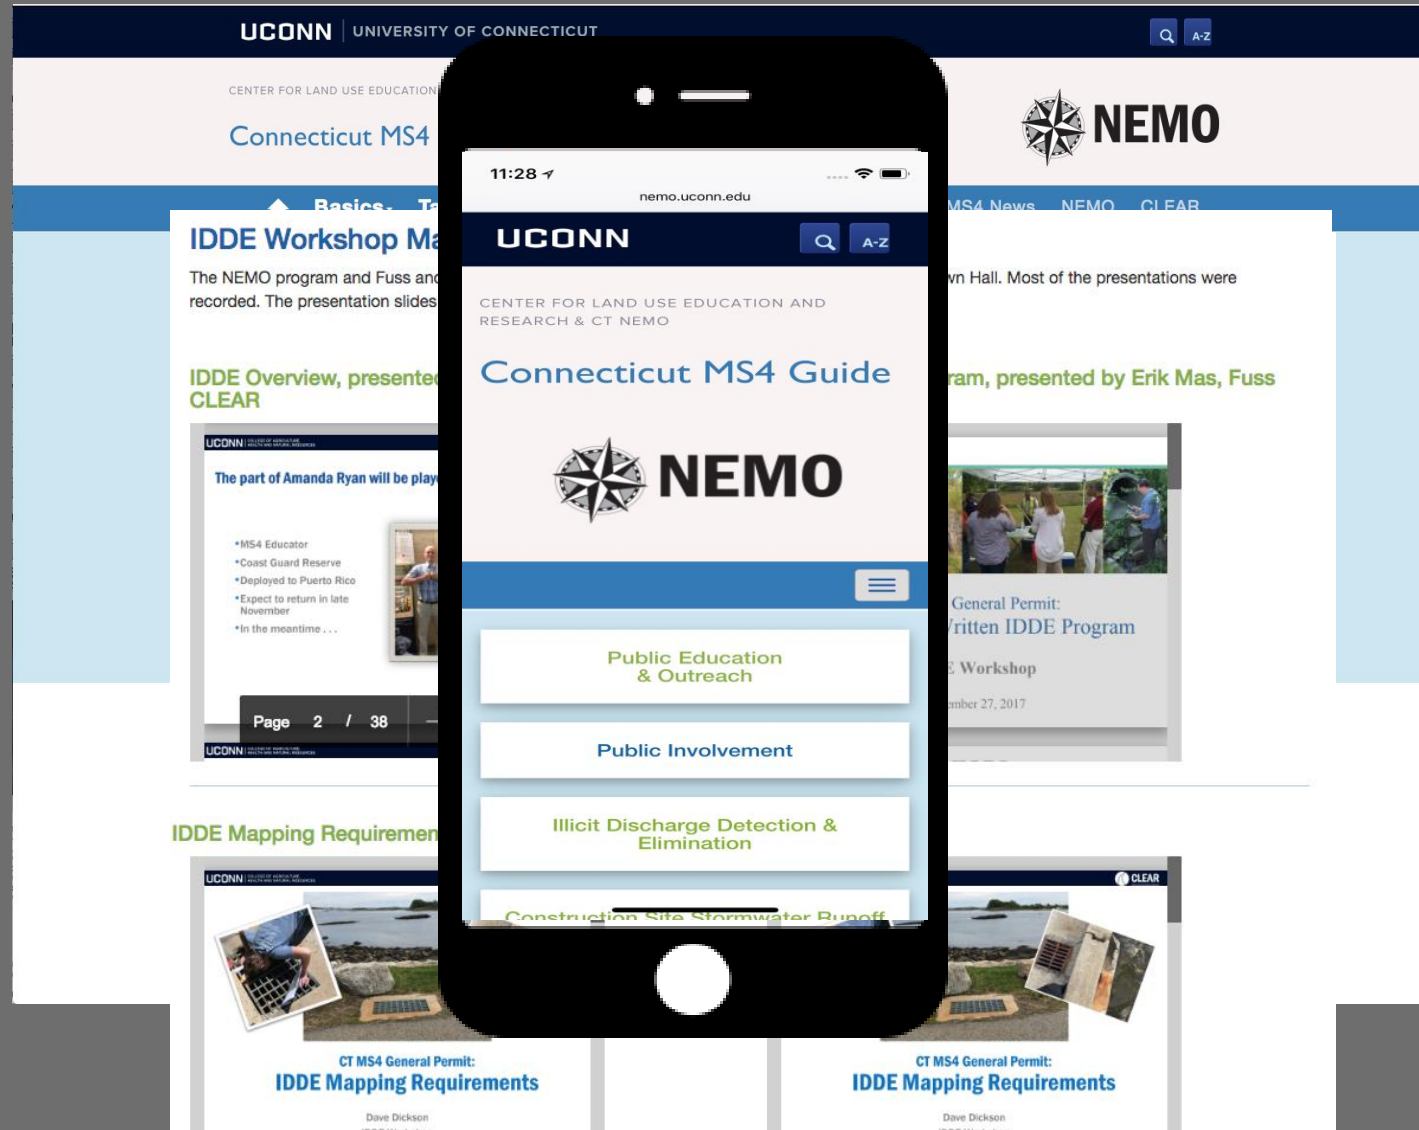 UCONN UNIVERSITY OF CONNECTICUT
A-Z
CENTER FOR LAND USE EDUCATION
Connecticut MS4
NEMO
Basics
MS4 News NEMO CLEAR
IDDE Workshop
The NEMO program and Fuss and
wn Hall. Most of the presentations were
recorded. The presentation slides
IDDE Overview, presented
ram, presented by Erik Mas, Fuss
CLEAR
UCONN
The part of Amanda Ryan will be play
•MS4 Educator
•Coast Guard Reserve
•Deployed to Puerto Rico
•Expect to return in late
November
•In the meantime . . .
Page 2 / 38
UCONN
General Permit:
Written IDDE Program
Workshop
ember 27, 2017
11:28
nemo.uconn.edu
UCONN
A-Z
CENTER FOR LAND USE EDUCATION AND
RESEARCH & CT NEMO
Connecticut MS4 Guide
NEMO
Public Education
& Outreach
Public Involvement
Illicit Discharge Detection &
Elimination
Construction Site Stormwater Runoff
IDDE Mapping Requiremen
UCONN
CT MS4 General Permit:
IDDE Mapping Requirements
Dave Dickson
CLEAR
CT MS4 General Permit:
IDDE Mapping Requirements
Dave Dickson